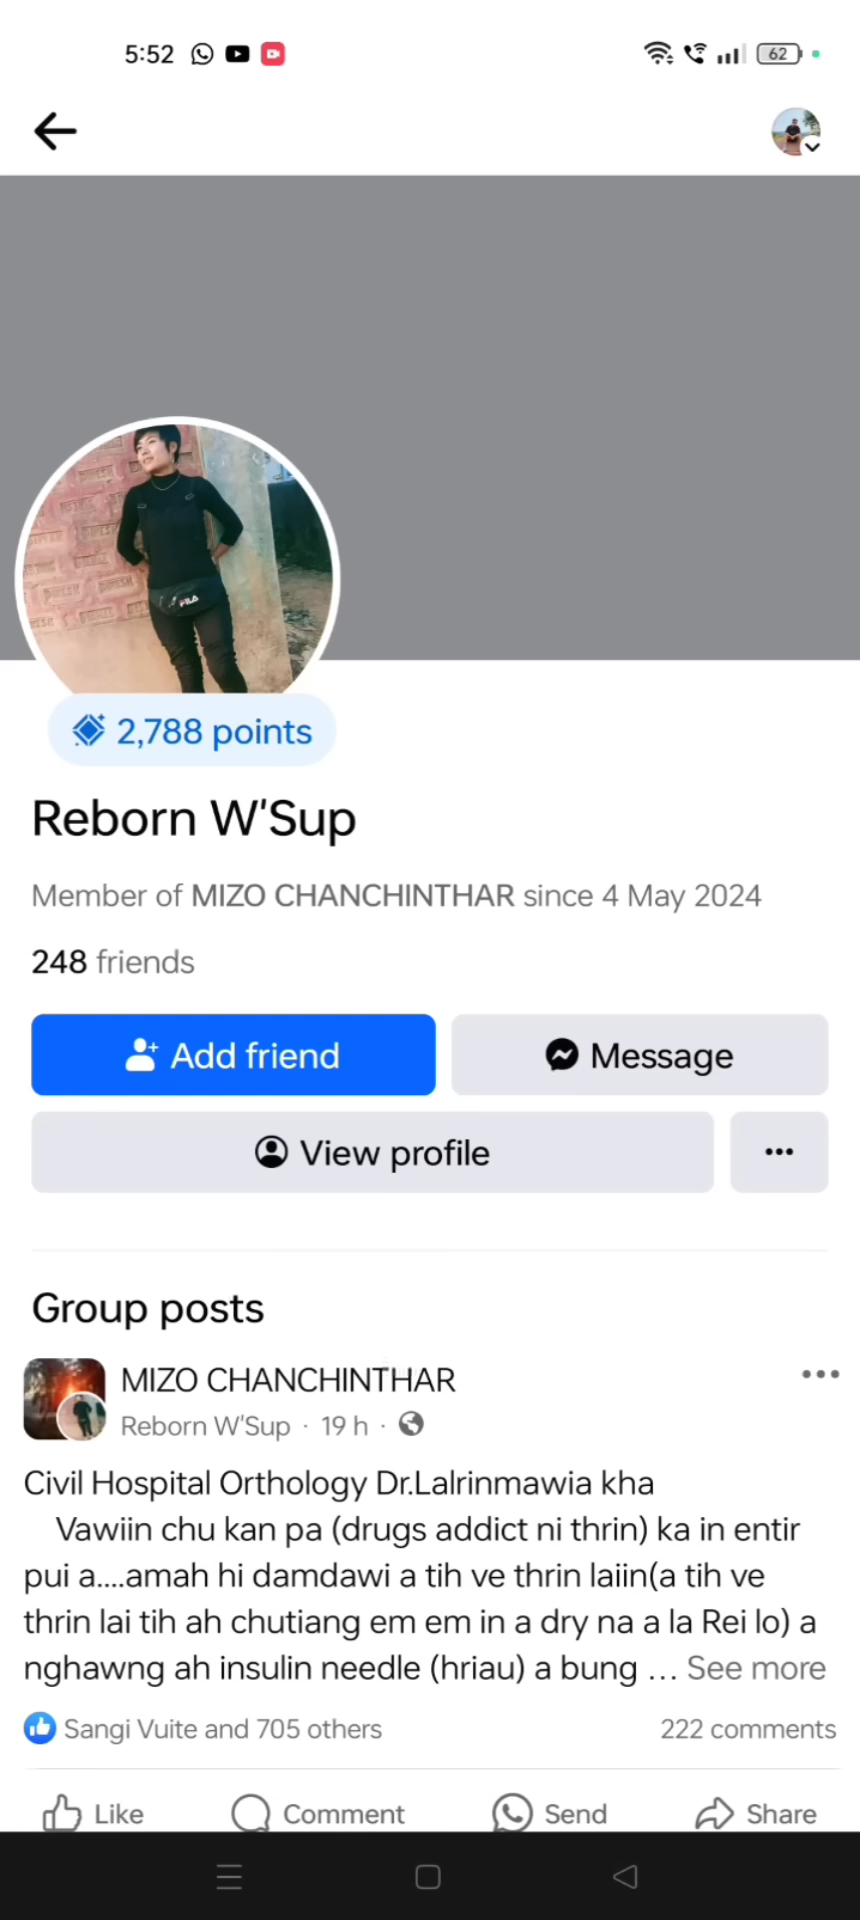 5:52
62
FILA
2,788 points
Reborn W'Sup
Member of MIZO CHANCHINTHAR since 4 May 2024
248 friends
Add friend
Message
View profile
Group posts
MIZO CHANCHINTHAR
Reborn W'Sup · 19 h ·
Civil Hospital Orthology Dr.Lalrinmawia kha
Vawiin chu kan pa (drugs addict ni thrin) ka in entir
pui a....amah hi damdawi a tih ve thrin laiin(a tih ve
thrin lai tih ah chutiang em em in a dry na a la Rei lo) a
nghawng ah insulin needle (hriau) a bung ... See more
Sangi Vuite and 705 others
222 comments
Like
Comment
Send
Share